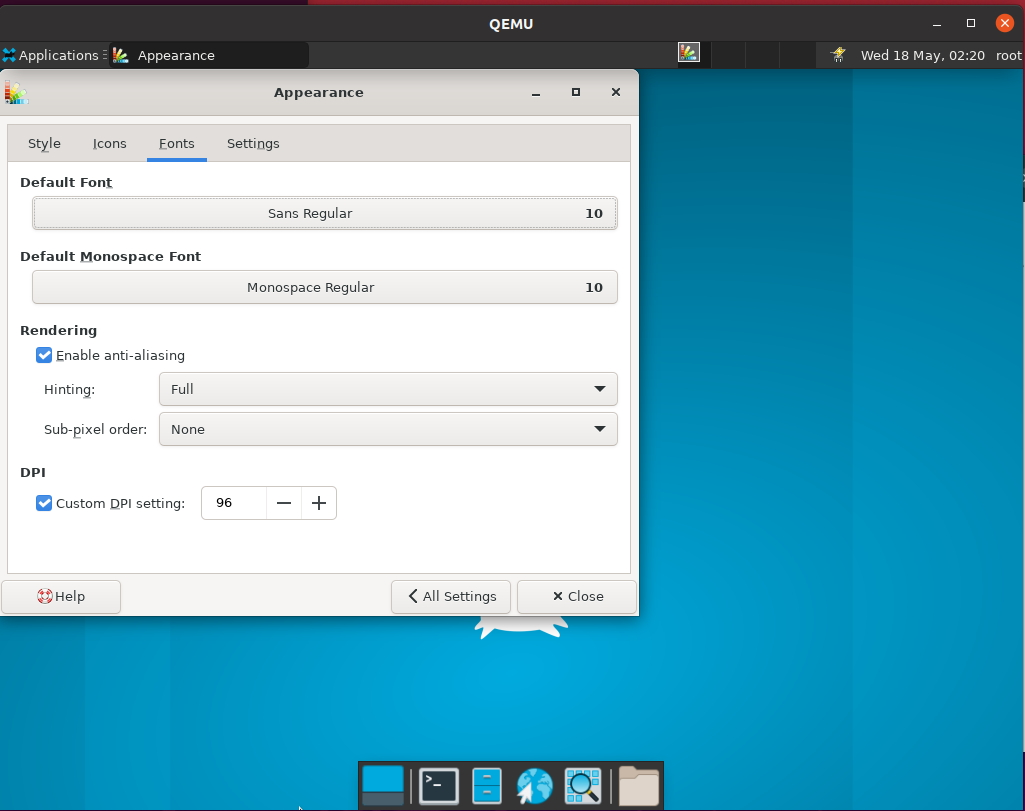 QEMU
Applications Appearance Wed 18 May, 02:20 root
Appearance
Style Icons Fonts Settings
Default Font
Sans Regular 10
Default Monospace Font
Monospace Regular 10
Rendering
Enable anti-aliasing
Hinting: Full
Sub-pixel order: None
DPI
Custom DPI setting: 96
Help All Settings Close